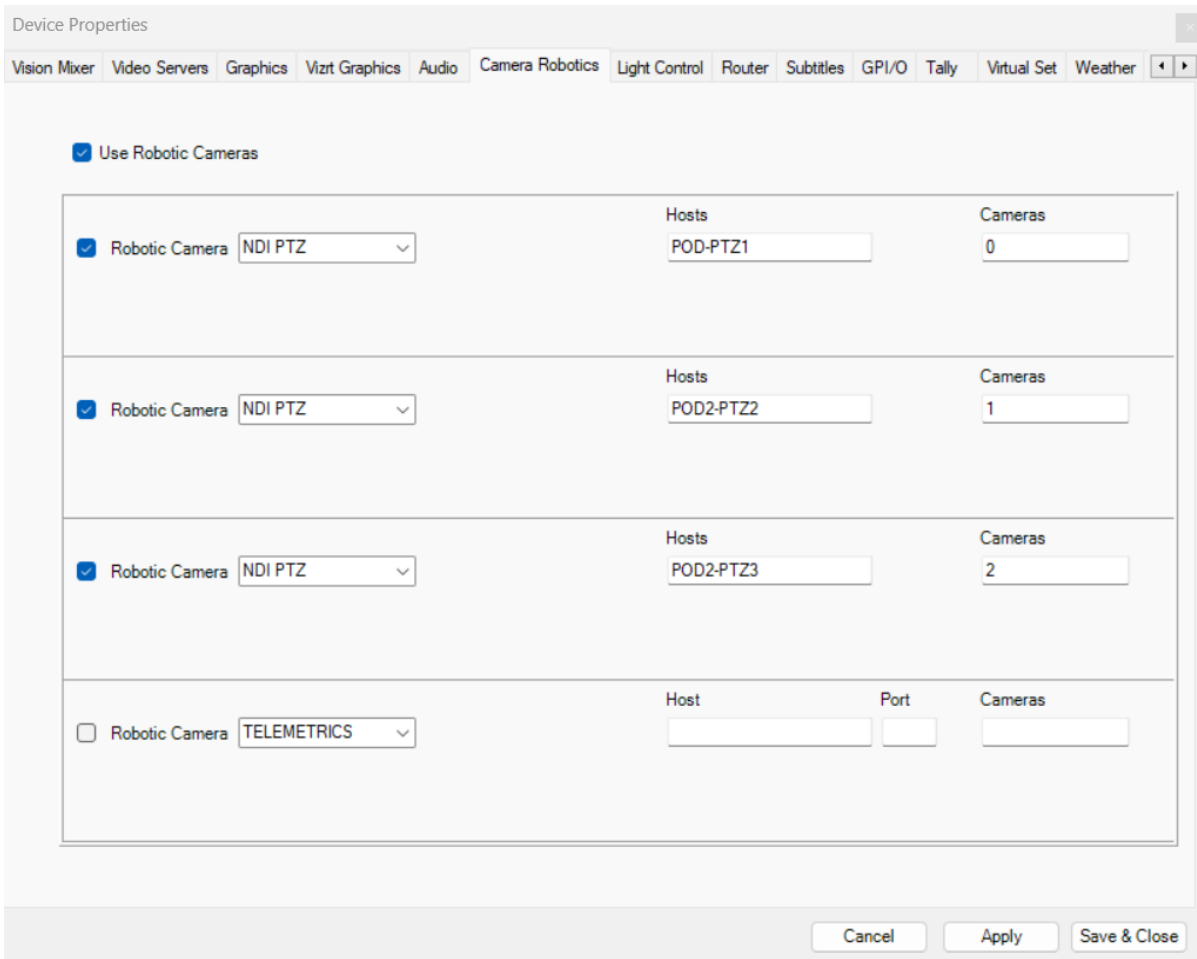 Device Properties
Vision Mixer Video Servers Graphics Vizrt Graphics Audio Camera Robotics Light Control Router Subtitles GPI/O Tally Virtual Set Weather
Use Robotic Cameras
Hosts Cameras
Robotic Camera NDI PTZ POD-PTZ1 0
Hosts Cameras
Robotic Camera NDI PTZ POD2-PTZ2 1
Hosts Cameras
Robotic Camera NDI PTZ POD2-PTZ3 2
Host Port Cameras
Robotic Camera TELEMETRICS
Cancel Apply Save & Close